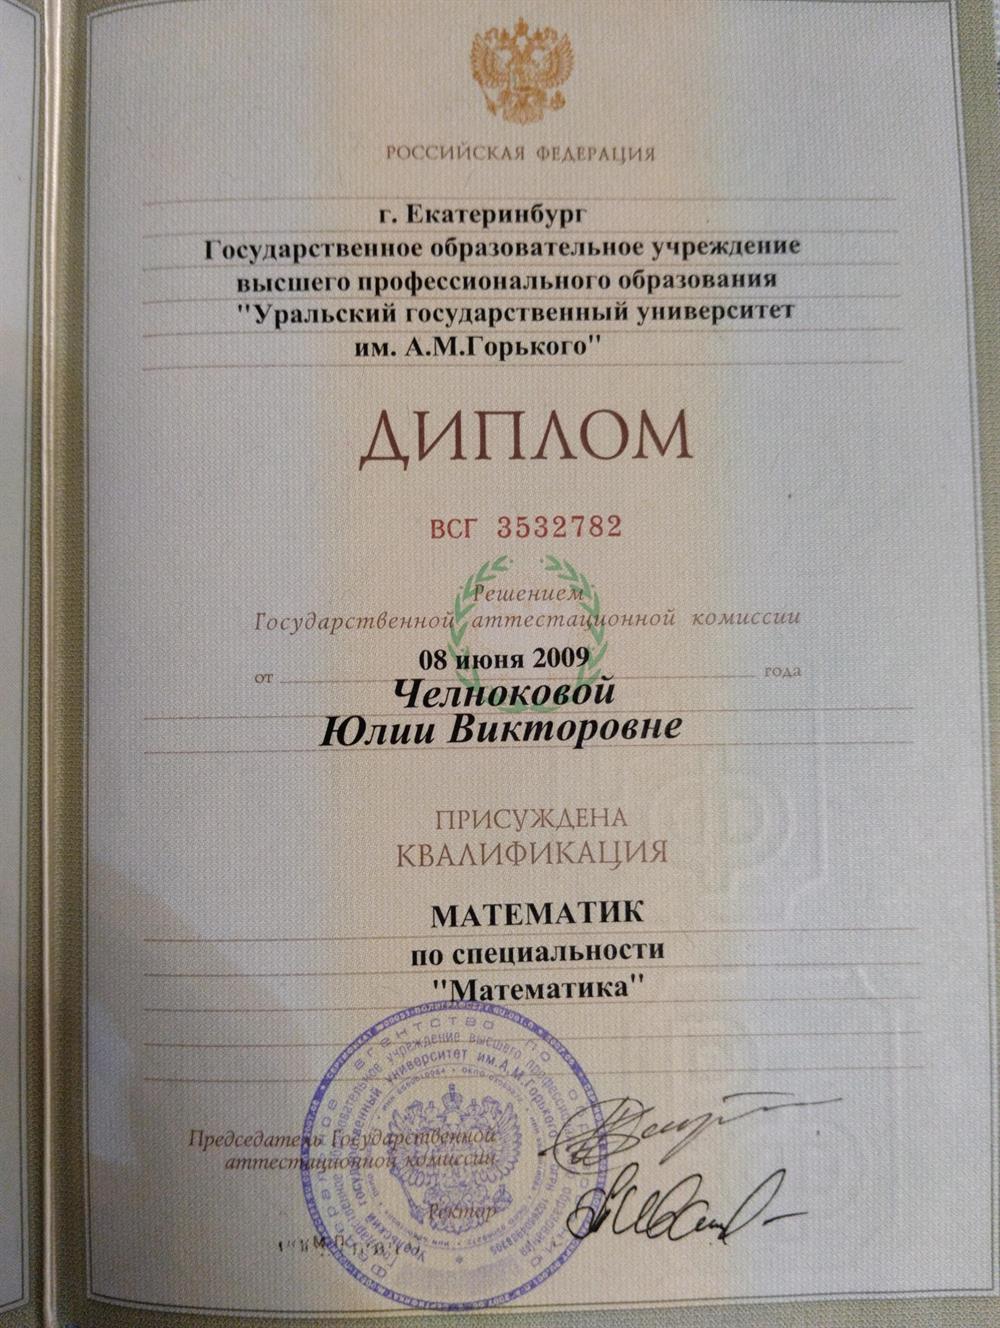 РОССИЙСКАЯ ФЕДЕРАЦИЯ
г. Екатеринбург
Государственное образовательное учреждение
высшего профессионального образования
"Уральский государственный университет
им. А.М.Горького"
ДИПЛОМ
ВСГ 3532782
Решением
Государственной аттестационной комиссии
от 08 июня 2009 года
Челноковой
Юлии Викторовне
ПРИСУЖДЕНА
КВАЛИФИКАЦИЯ
МАТЕМАТИК
по специальности
"Математика"
Председатель Государственной
аттестационной комиссии
Ректор
М.П.